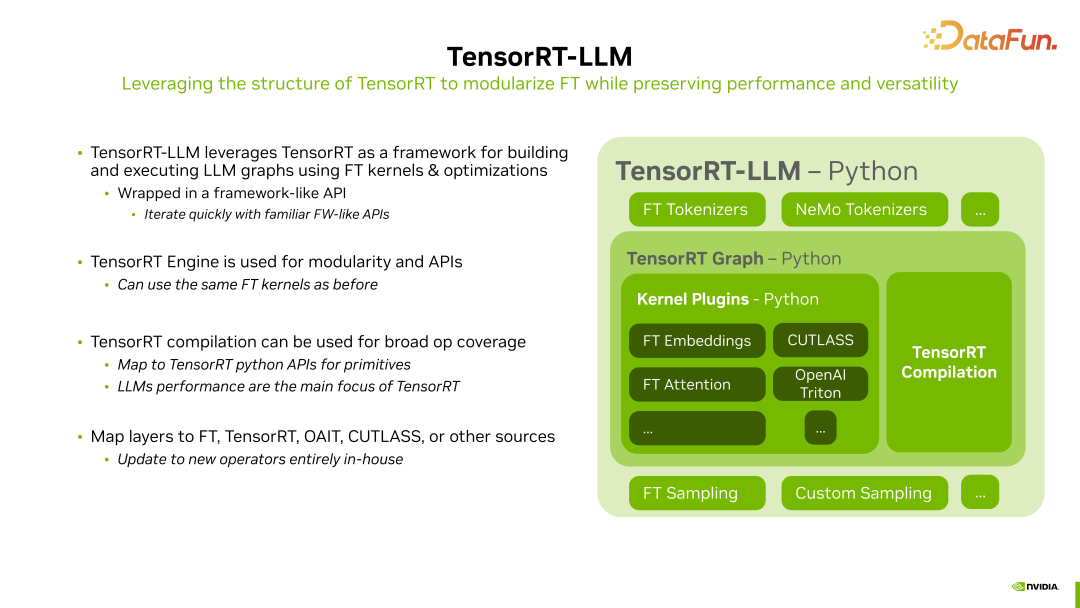 DataFun.
TensorRT-LLM
Leveraging the structure of TensorRT to modularize FT while preserving performance and versatility
• TensorRT-LLM leverages TensorRT as a framework for building
and executing LLM graphs using FT kernels & optimizations
• Wrapped in a framework-like API
• Iterate quickly with familiar FW-like APIs
• TensorRT Engine is used for modularity and APIs
• Can use the same FT kernels as before
• TensorRT compilation can be used for broad op coverage
• Map to TensorRT python APIs for primitives
• LLMs performance are the main focus of TensorRT
• Map layers to FT, TensorRT, OAIT, CUTLASS, or other sources
• Update to new operators entirely in-house
TensorRT-LLM – Python
FT Tokenizers
NeMo Tokenizers
...
TensorRT Graph – Python
Kernel Plugins - Python
FT Embeddings
CUTLASS
FT Attention
OpenAI
Triton
...
...
TensorRT
Compilation
FT Sampling
Custom Sampling
...
NVIDIA.